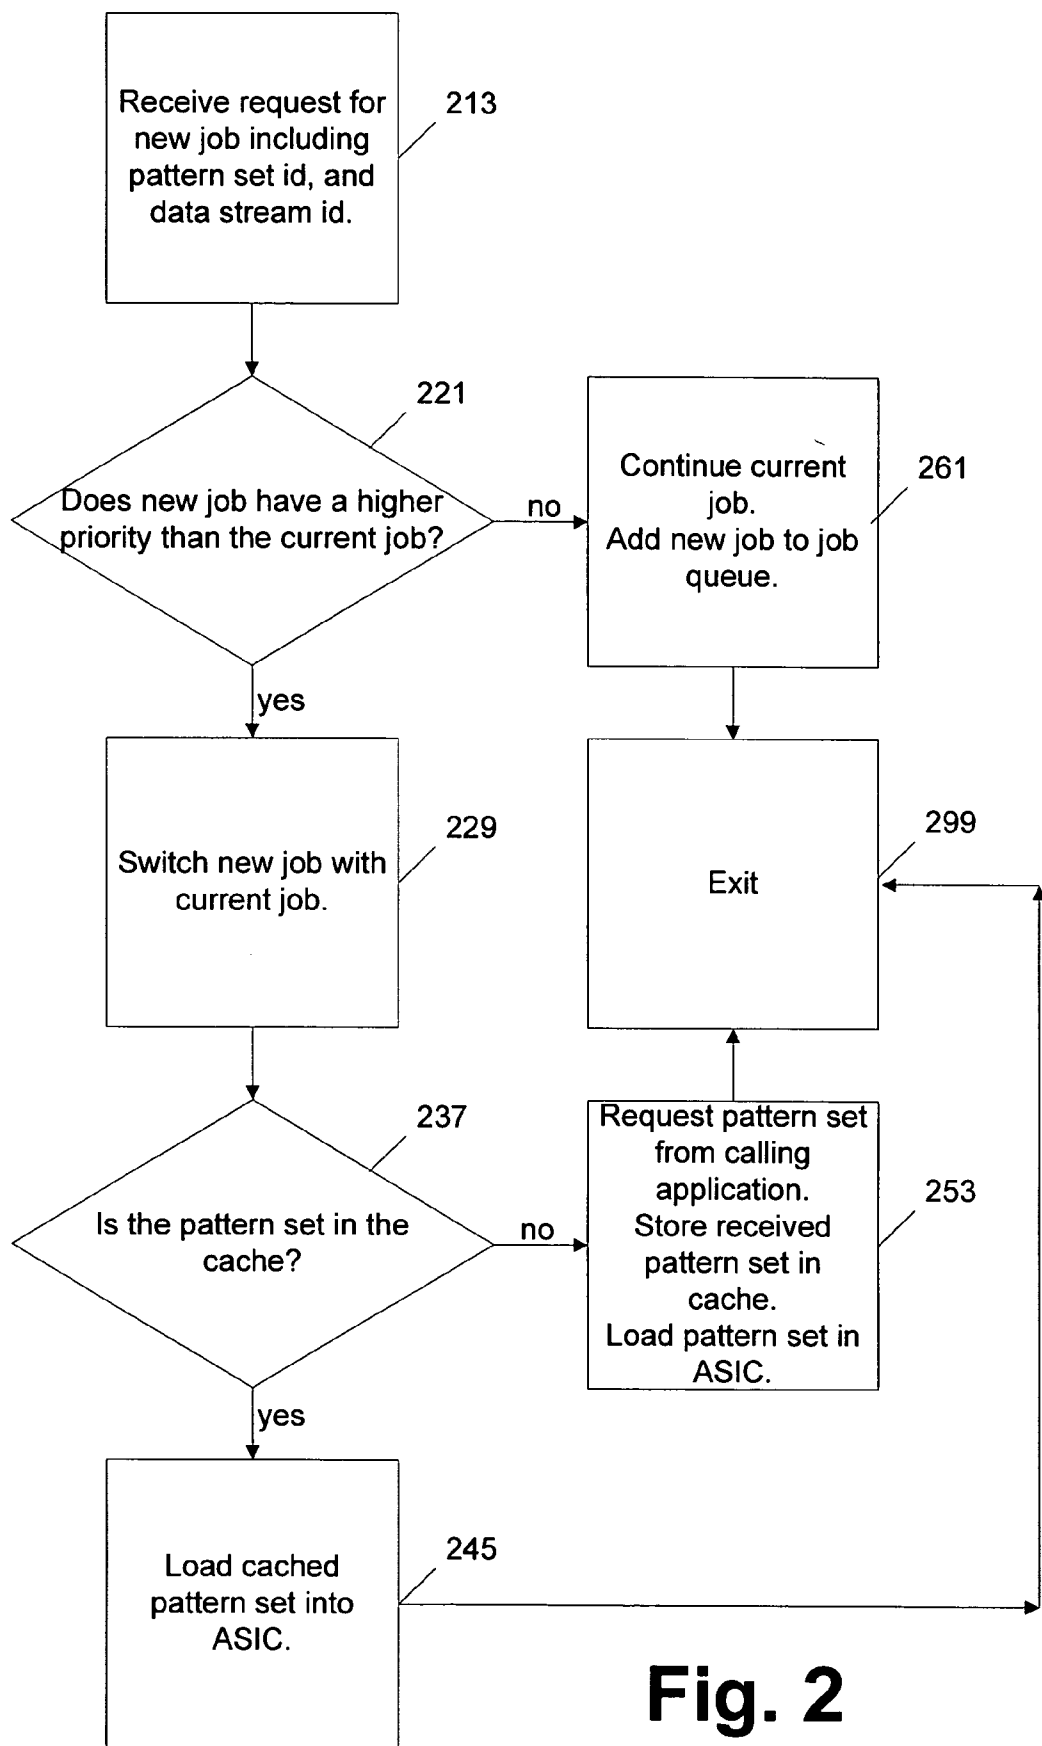 Receive request for
new job including
pattern set id, and
data stream id.
213
Does new job have a higher
priority than the current job?
221
no
Continue current
job.
Add new job to job
queue.
261
yes
Switch new job with
current job.
229
Exit
299
Is the pattern set in the
cache?
237
no
Request pattern set
from calling
application.
Store received
pattern set in
cache.
Load pattern set in
ASIC.
253
yes
Load cached
pattern set into
ASIC.
245
Fig. 2